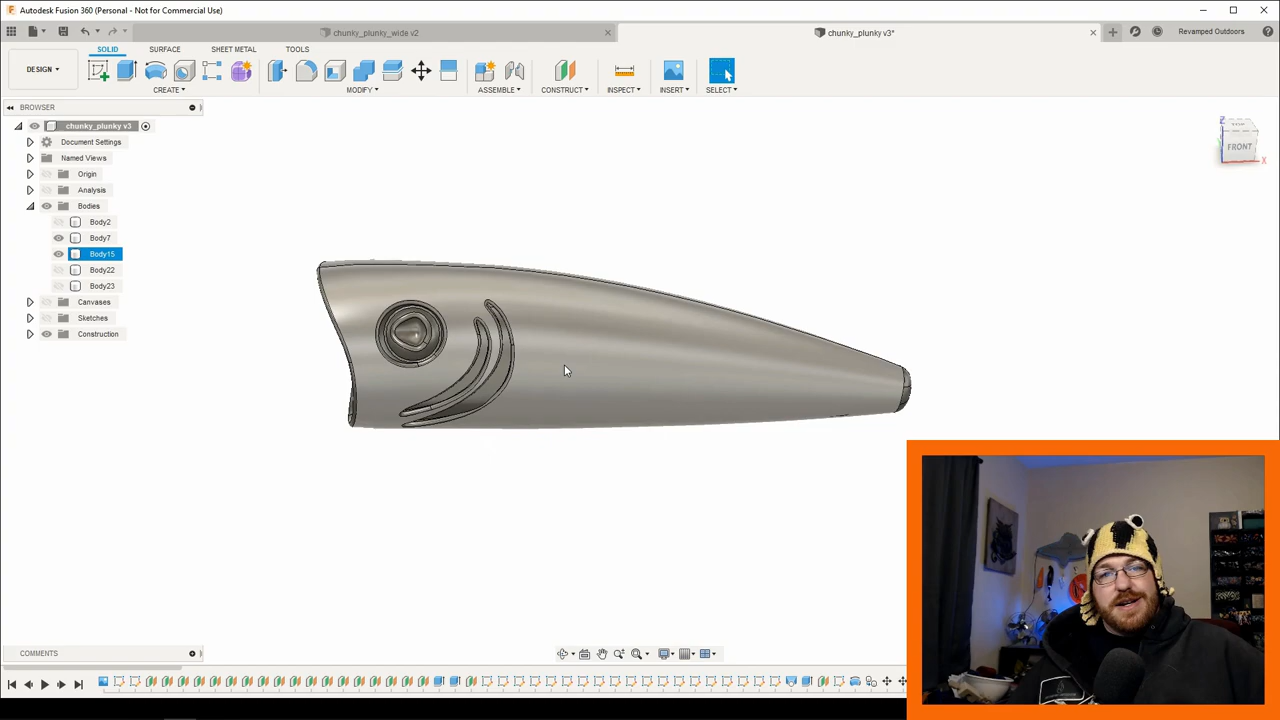 Autodesk Fusion 360 (Personal - Not for Commercial Use)
chunky_plunky_wide v2
chunky_plunky v3*
Revamped Outdoors
SOLID SURFACE SHEET METAL TOOLS
DESIGN
CREATE MODIFY ASSEMBLE CONSTRUCT INSPECT INSERT SELECT
BROWSER
chunky_plunky v3
Document Settings
Named Views
Origin
Analysis
Bodies
Body2
Body7
Body15
Body22
Body23
Canvases
Sketches
Construction
TOP
FRONT
Z
X
COMMENTS